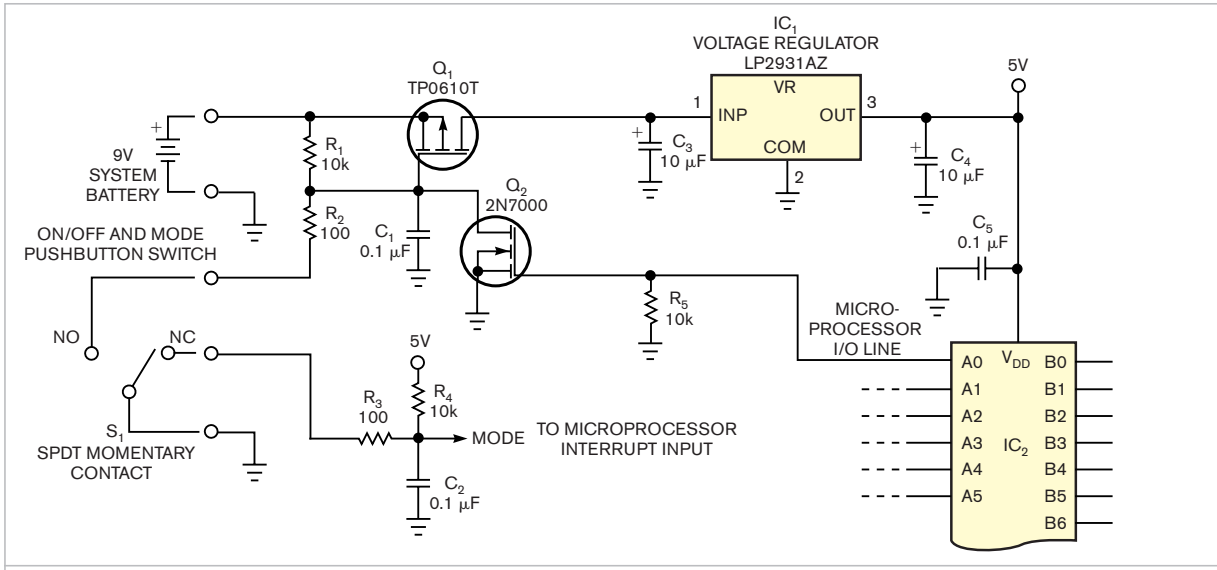 IC1
VOLTAGE REGULATOR
LP2931AZ
Q1
TP0610T
VR
1
INP
OUT
3
COM
2
5V
+
9V
SYSTEM
BATTERY
R1
10k
+
C3
10 µF
+
C4
10 µF
Q2
2N7000
R2
100
C1
0.1 µF
C5
0.1 µF
ON/OFF AND MODE
PUSHBUTTON SWITCH
R5
10k
MICRO-
PROCESSOR
I/O LINE
NO
NC
5V
R4
10k
R3
100
MODE
TO MICROPROCESSOR
INTERRUPT INPUT
S1
SPDT MOMENTARY
CONTACT
C2
0.1 µF
VDD
A0
B0
A1
B1
A2
B2
A3
B3
IC2
A4
B4
A5
B5
B6